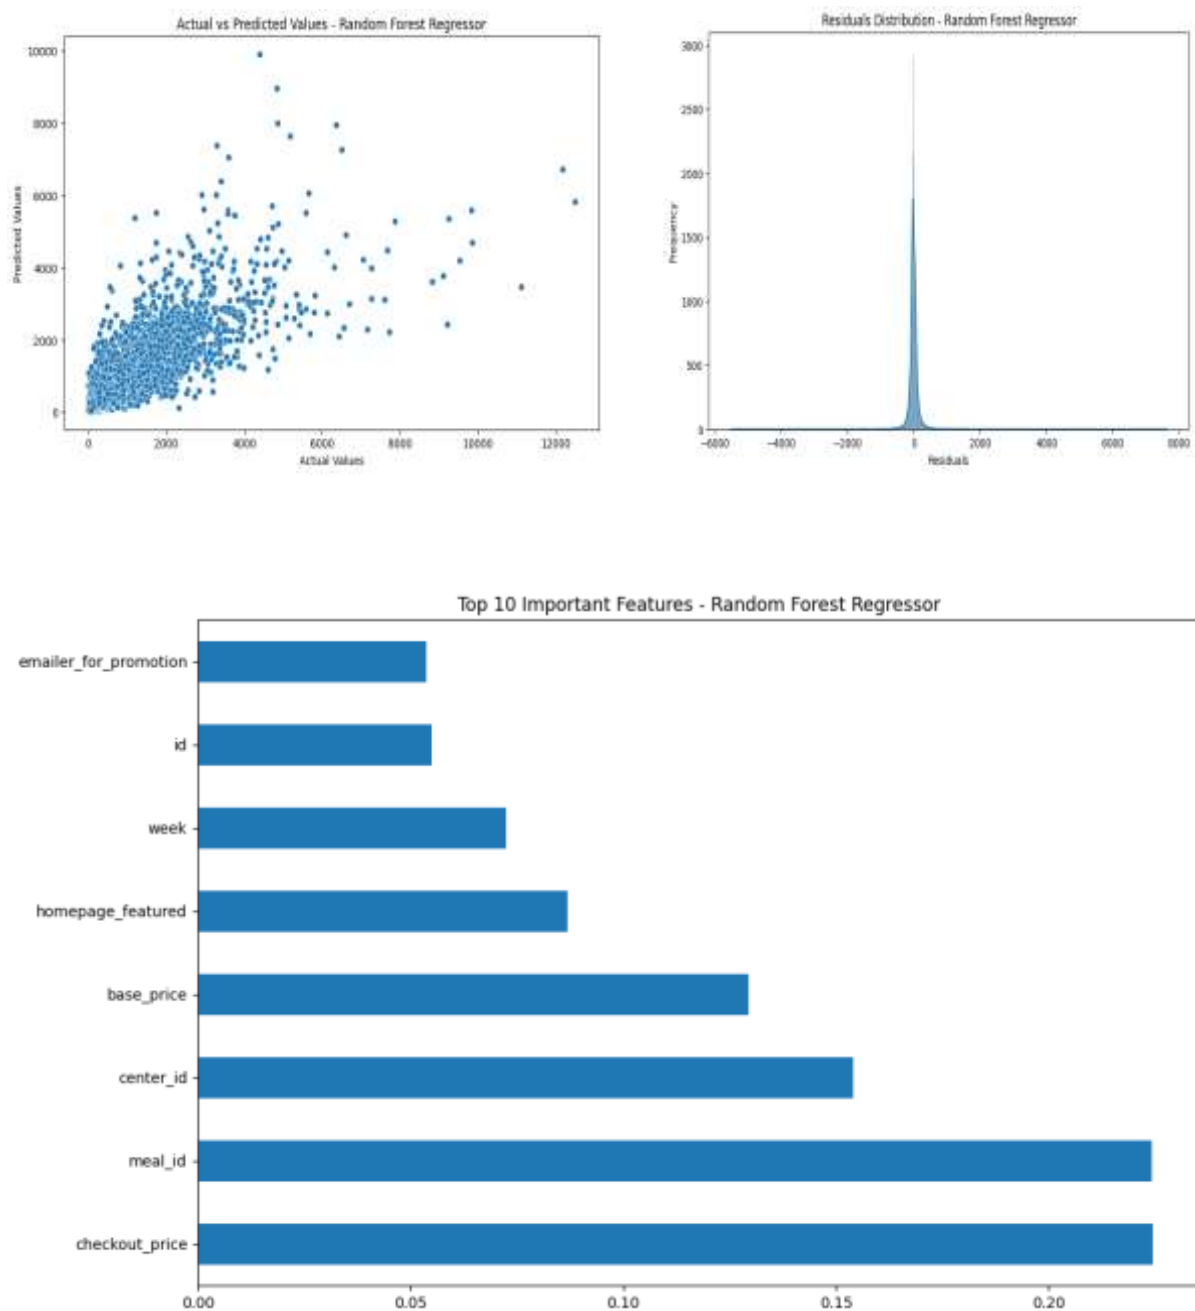 Actual vs Predicted Values - Random Forest Regressor
10000
8000
6000
4000
2000
0
Predicted Values
0 2000 4000 6000 8000 10000 12000
Actual Values
Residuals Distribution - Random Forest Regressor
3000
2500
2000
1500
1000
500
0
Frequency
−6000 −4000 −2000 0 2000 4000 6000 8000
Residuals
Top 10 Important Features - Random Forest Regressor
emailer_for_promotion
id
week
homepage_featured
base_price
center_id
meal_id
checkout_price
0.00 0.05 0.10 0.15 0.20